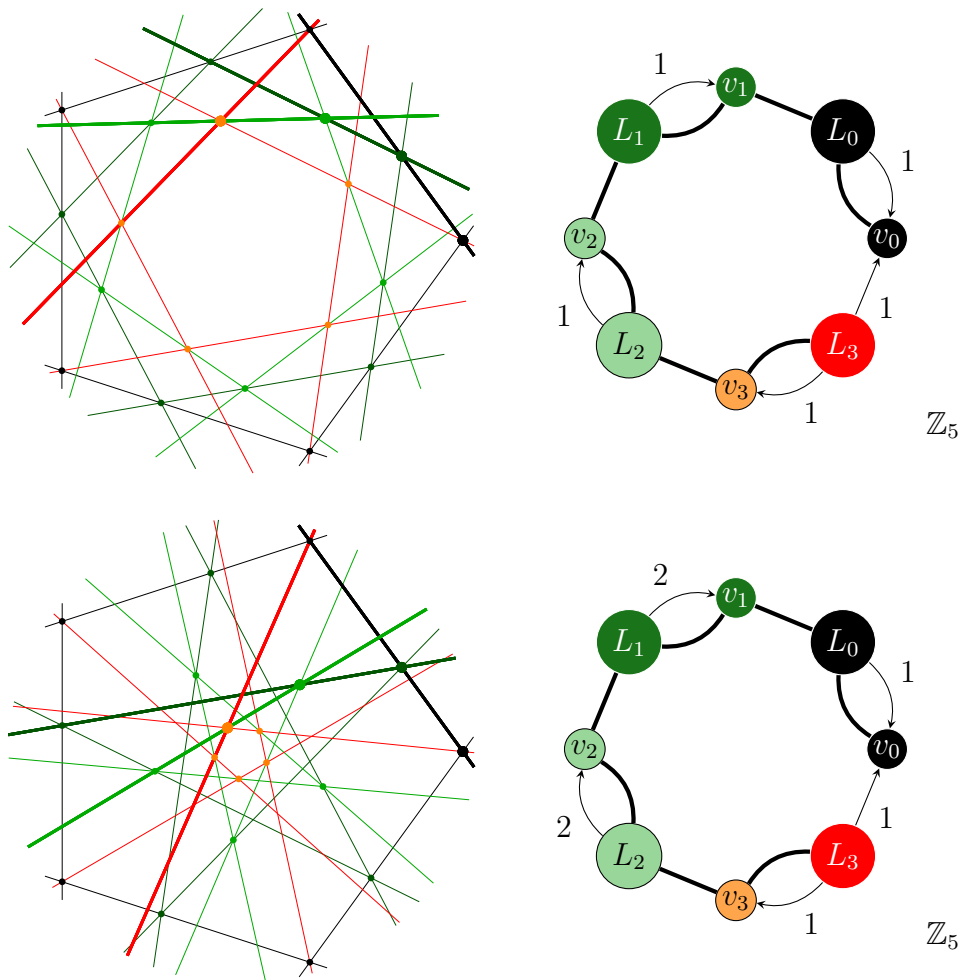 1
v₁
L₁
L₀
1
v₂
v₀
1
L₂
L₃
1
v₃
1
ℤ₅
2
v₁
L₁
L₀
1
v₂
v₀
2
L₂
L₃
1
v₃
1
ℤ₅